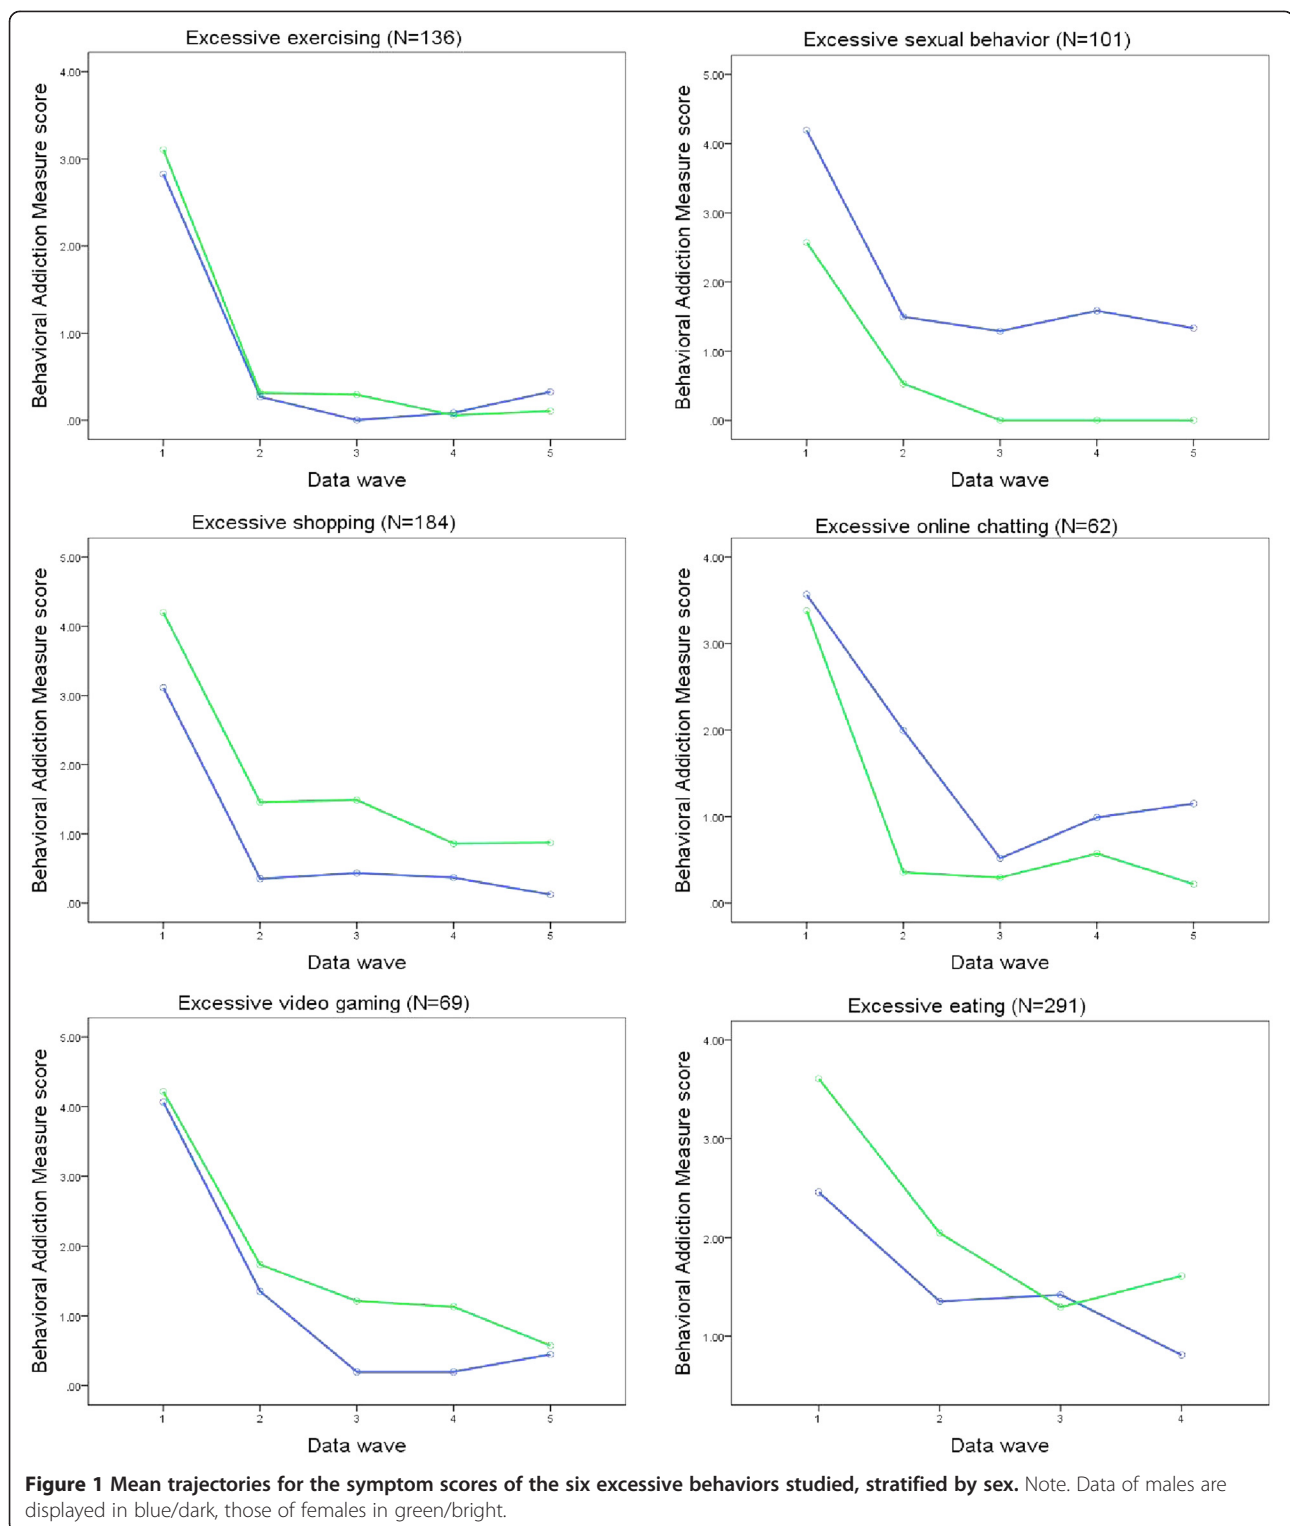 Excessive exercising (N=136)
Behavioral Addiction Measure score
4.00
3.00
2.00
1.00
.00
1 2 3 4 5
Data wave
Excessive sexual behavior (N=101)
Behavioral Addiction Measure score
5.00
4.00
3.00
2.00
1.00
.00
1 2 3 4 5
Data wave
Excessive shopping (N=184)
Behavioral Addiction Measure score
5.00
4.00
3.00
2.00
1.00
.00
1 2 3 4 5
Data wave
Excessive online chatting (N=62)
Behavioral Addiction Measure score
4.00
3.00
2.00
1.00
.00
1 2 3 4 5
Data wave
Excessive video gaming (N=69)
Behavioral Addiction Measure score
5.00
4.00
3.00
2.00
1.00
.00
1 2 3 4 5
Data wave
Excessive eating (N=291)
Behavioral Addiction Measure score
4.00
3.00
2.00
1.00
1 2 3 4
Data wave
Figure 1 Mean trajectories for the symptom scores of the six excessive behaviors studied, stratified by sex. Note. Data of males are
displayed in blue/dark, those of females in green/bright.